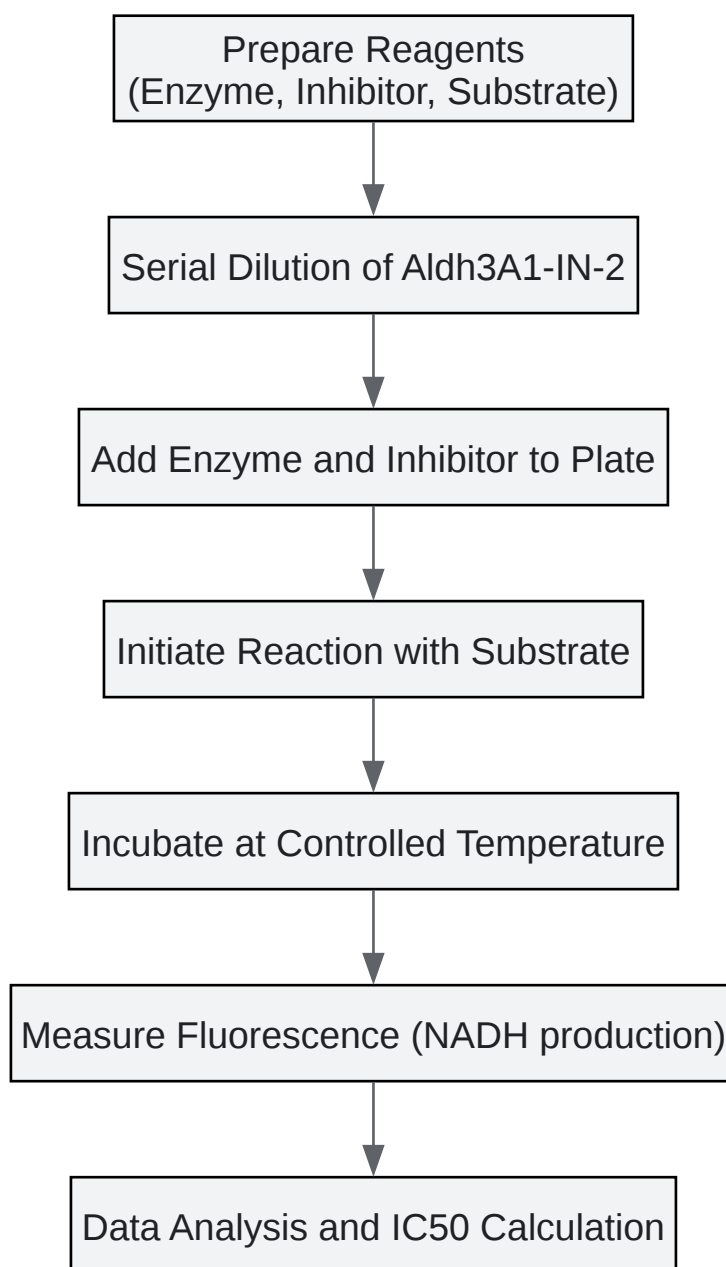 Prepare Reagents
(Enzyme, Inhibitor, Substrate)
Serial Dilution of Aldh3A1-IN-2
Add Enzyme and Inhibitor to Plate
Initiate Reaction with Substrate
Incubate at Controlled Temperature
Measure Fluorescence (NADH production)
Data Analysis and IC50 Calculation